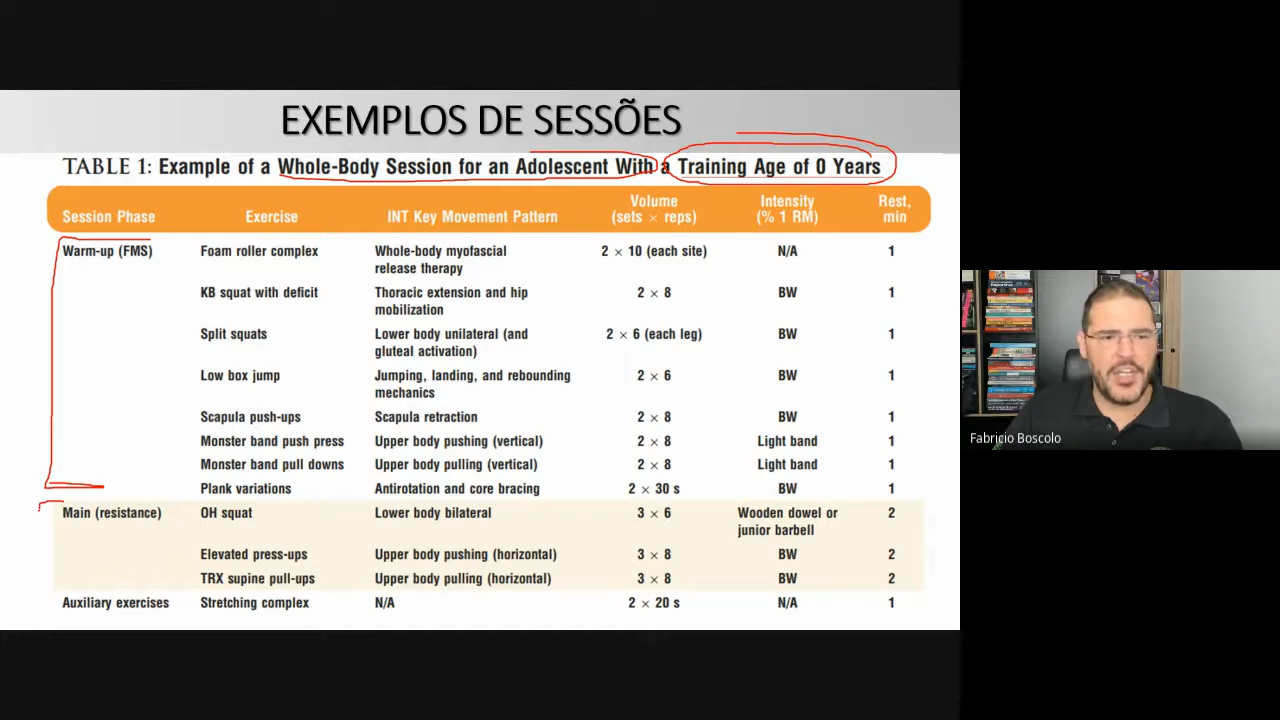 EXEMPLOS DE SESSÕES
TABLE 1: Example of a Whole-Body Session for an Adolescent With a Training Age of 0 Years
Session Phase Exercise INT Key Movement Pattern Volume (sets × reps) Intensity (% 1 RM) Rest, min
Warm-up (FMS) Foam roller complex Whole-body myofascial release therapy 2 × 10 (each site) N/A 1
KB squat with deficit Thoracic extension and hip mobilization 2 × 8 BW 1
Split squats Lower body unilateral (and gluteal activation) 2 × 6 (each leg) BW 1
Low box jump Jumping, landing, and rebounding mechanics 2 × 6 BW 1
Scapula push-ups Scapula retraction 2 × 8 BW 1
Monster band push press Upper body pushing (vertical) 2 × 8 Light band 1
Monster band pull downs Upper body pulling (vertical) 2 × 8 Light band 1
Plank variations Antirotation and core bracing 2 × 30 s BW 1
Main (resistance) OH squat Lower body bilateral 3 × 6 Wooden dowel or junior barbell 2
Elevated press-ups Upper body pushing (horizontal) 3 × 8 BW 2
TRX supine pull-ups Upper body pulling (horizontal) 3 × 8 BW 2
Auxiliary exercises Stretching complex N/A 2 × 20 s N/A 1
Fabricio Boscolo